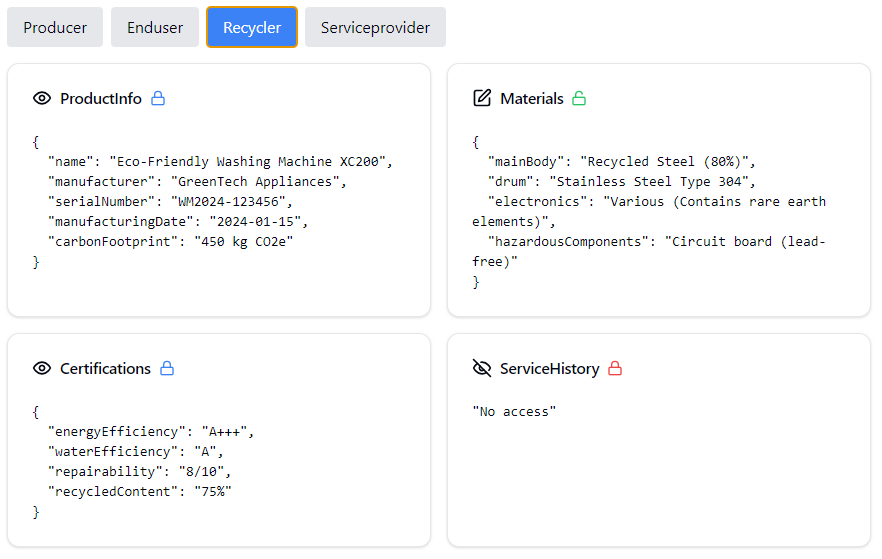 Producer
Enduser
Recycler
Serviceprovider
ProductInfo
{
  "name": "Eco-Friendly Washing Machine XC200",
  "manufacturer": "GreenTech Appliances",
  "serialNumber": "WM2024-123456",
  "manufacturingDate": "2024-01-15",
  "carbonFootprint": "450 kg CO2e"
}
Materials
{
  "mainBody": "Recycled Steel (80%)",
  "drum": "Stainless Steel Type 304",
  "electronics": "Various (Contains rare earth
elements)",
  "hazardousComponents": "Circuit board (lead-
free)"
}
Certifications
{
  "energyEfficiency": "A+++",
  "waterEfficiency": "A",
  "repairability": "8/10",
  "recycledContent": "75%"
}
ServiceHistory
"No access"